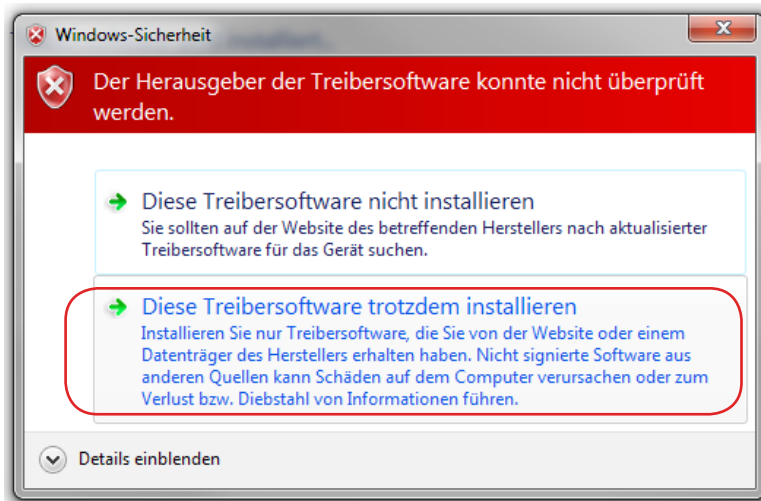 Windows-Sicherheit
Der Herausgeber der Treibersoftware konnte nicht überprüft
werden.
Diese Treibersoftware nicht installieren
Sie sollten auf der Website des betreffenden Herstellers nach aktualisierter
Treibersoftware für das Gerät suchen.
Diese Treibersoftware trotzdem installieren
Installieren Sie nur Treibersoftware, die Sie von der Website oder einem
Datenträger des Herstellers erhalten haben. Nicht signierte Software aus
anderen Quellen kann Schäden auf dem Computer verursachen oder zum
Verlust bzw. Diebstahl von Informationen führen.
Details einblenden